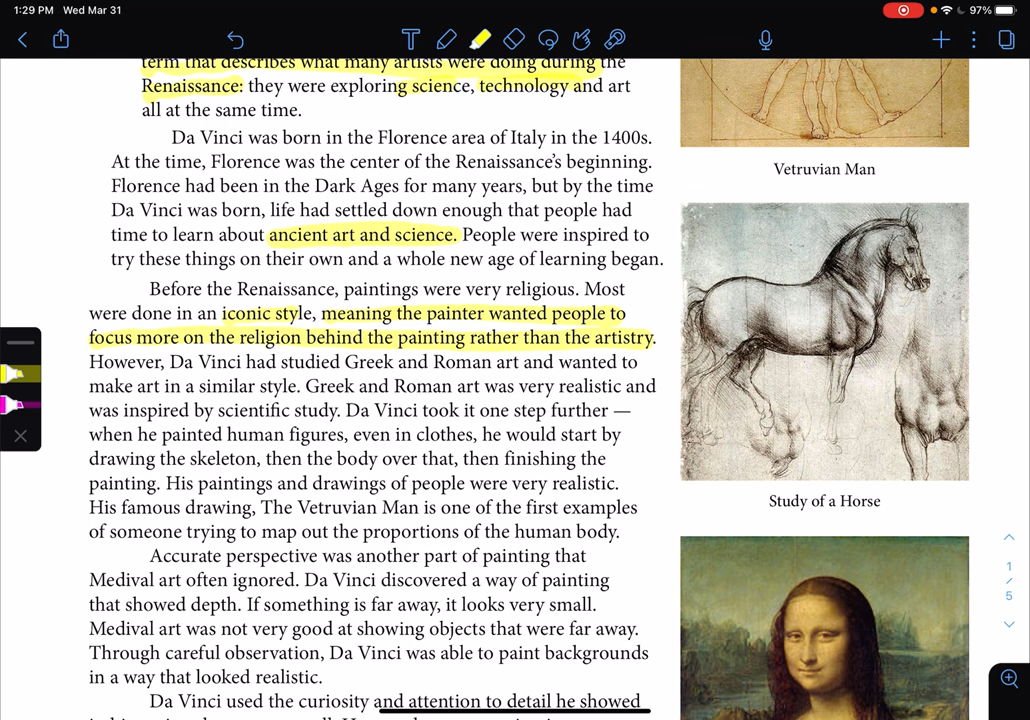 1:29 PM Wed Mar 31
97%
term that describes what many artists were doing during the
Renaissance: they were exploring science, technology and art
all at the same time.
Da Vinci was born in the Florence area of Italy in the 1400s.
At the time, Florence was the center of the Renaissance's beginning.
Florence had been in the Dark Ages for many years, but by the time
Da Vinci was born, life had settled down enough that people had
time to learn about ancient art and science. People were inspired to
try these things on their own and a whole new age of learning began.
Before the Renaissance, paintings were very religious. Most
were done in an iconic style, meaning the painter wanted people to
focus more on the religion behind the painting rather than the artistry.
However, Da Vinci had studied Greek and Roman art and wanted to
make art in a similar style. Greek and Roman art was very realistic and
was inspired by scientific study. Da Vinci took it one step further —
when he painted human figures, even in clothes, he would start by
drawing the skeleton, then the body over that, then finishing the
painting. His paintings and drawings of people were very realistic.
His famous drawing, The Vetruvian Man is one of the first examples
of someone trying to map out the proportions of the human body.
Accurate perspective was another part of painting that
Medival art often ignored. Da Vinci discovered a way of painting
that showed depth. If something is far away, it looks very small.
Medival art was not very good at showing objects that were far away.
Through careful observation, Da Vinci was able to paint backgrounds
in a way that looked realistic.
Da Vinci used the curiosity and attention to detail he showed
Vetruvian Man
Study of a Horse
1
/
5